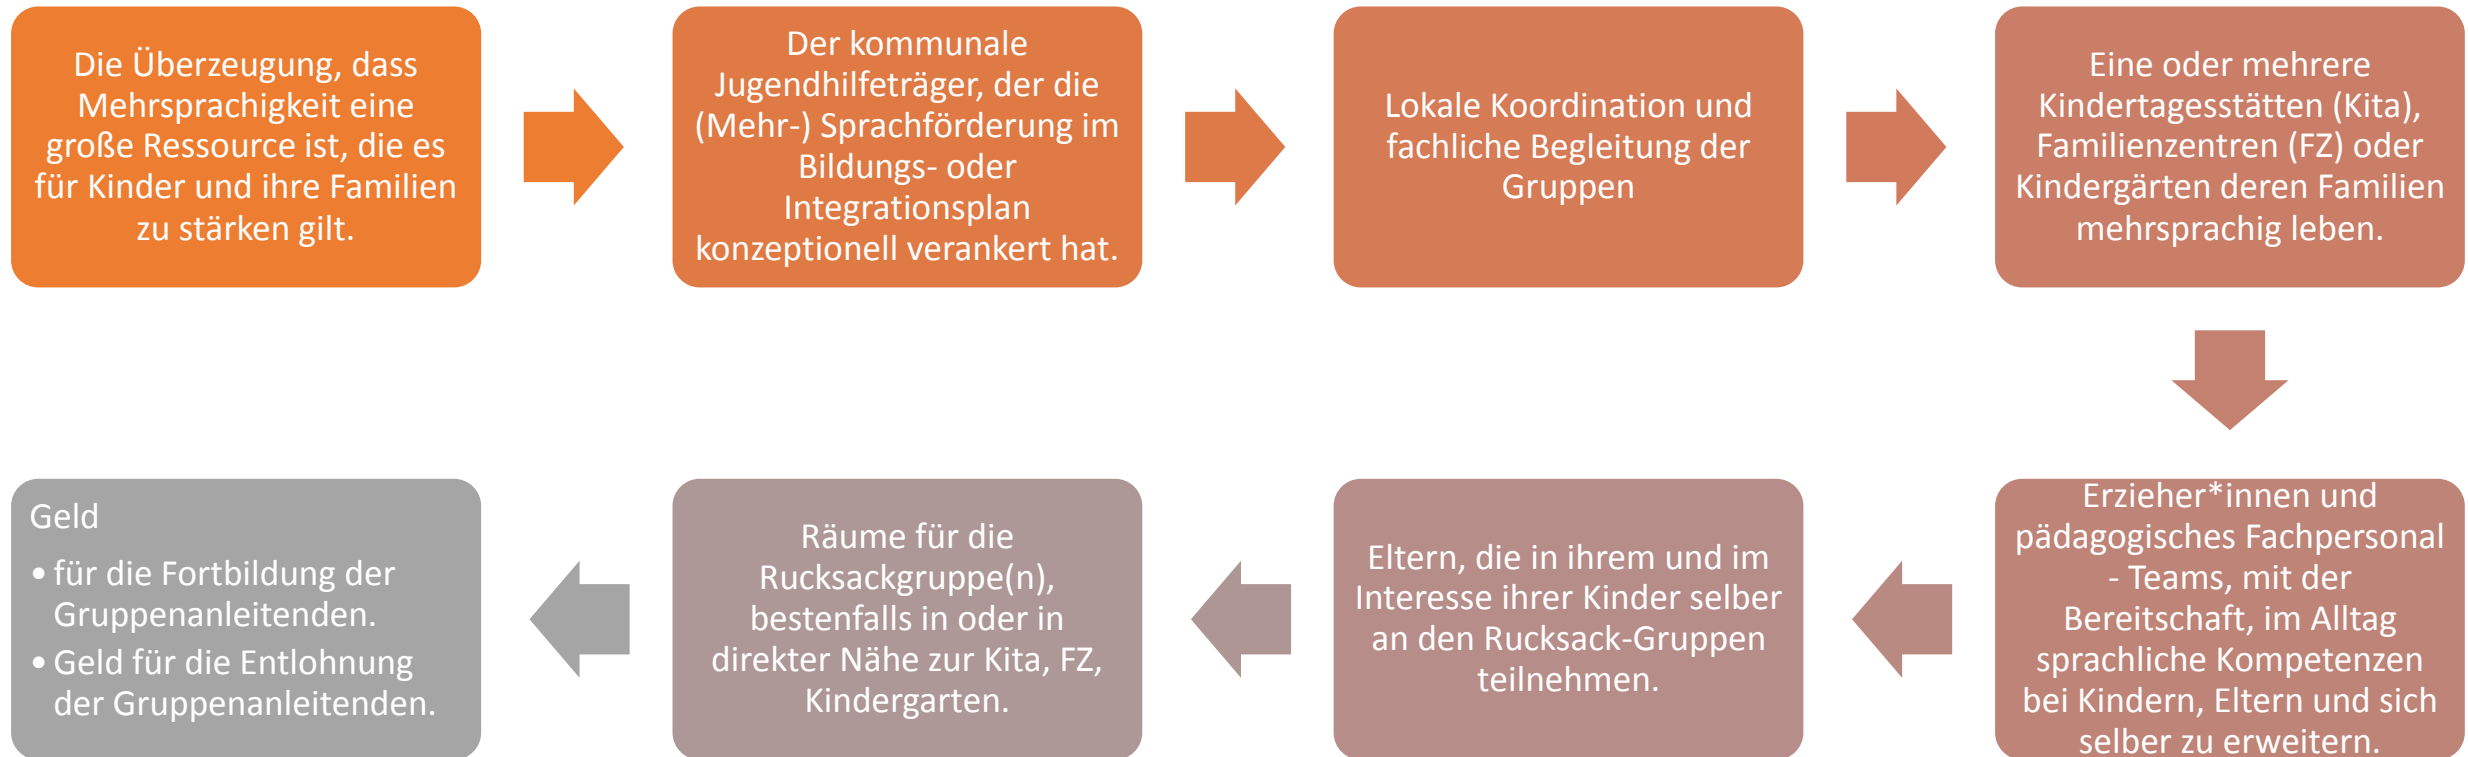 Die Überzeugung, dass
Mehrsprachigkeit eine
große Ressource ist, die es
für Kinder und ihre Familien
zu stärken gilt.
Der kommunale
Jugendhilfeträger, der die
(Mehr-) Sprachförderung im
Bildungs- oder
Integrationsplan
konzeptionell verankert hat.
Lokale Koordination und
fachliche Begleitung der
Gruppen
Eine oder mehrere
Kindertagesstätten (Kita),
Familienzentren (FZ) oder
Kindergärten deren Familien
mehrsprachig leben.
Erzieher*innen und
pädagogisches Fachpersonal
- Teams, mit der
Bereitschaft, im Alltag
sprachliche Kompetenzen
bei Kindern, Eltern und sich
selber zu erweitern.
Eltern, die in ihrem und im
Interesse ihrer Kinder selber
an den Rucksack-Gruppen
teilnehmen.
Räume für die
Rucksackgruppe(n),
bestenfalls in oder in
direkter Nähe zur Kita, FZ,
Kindergarten.
Geld
• für die Fortbildung der
Gruppenanleitenden.
• Geld für die Entlohnung
der Gruppenanleitenden.